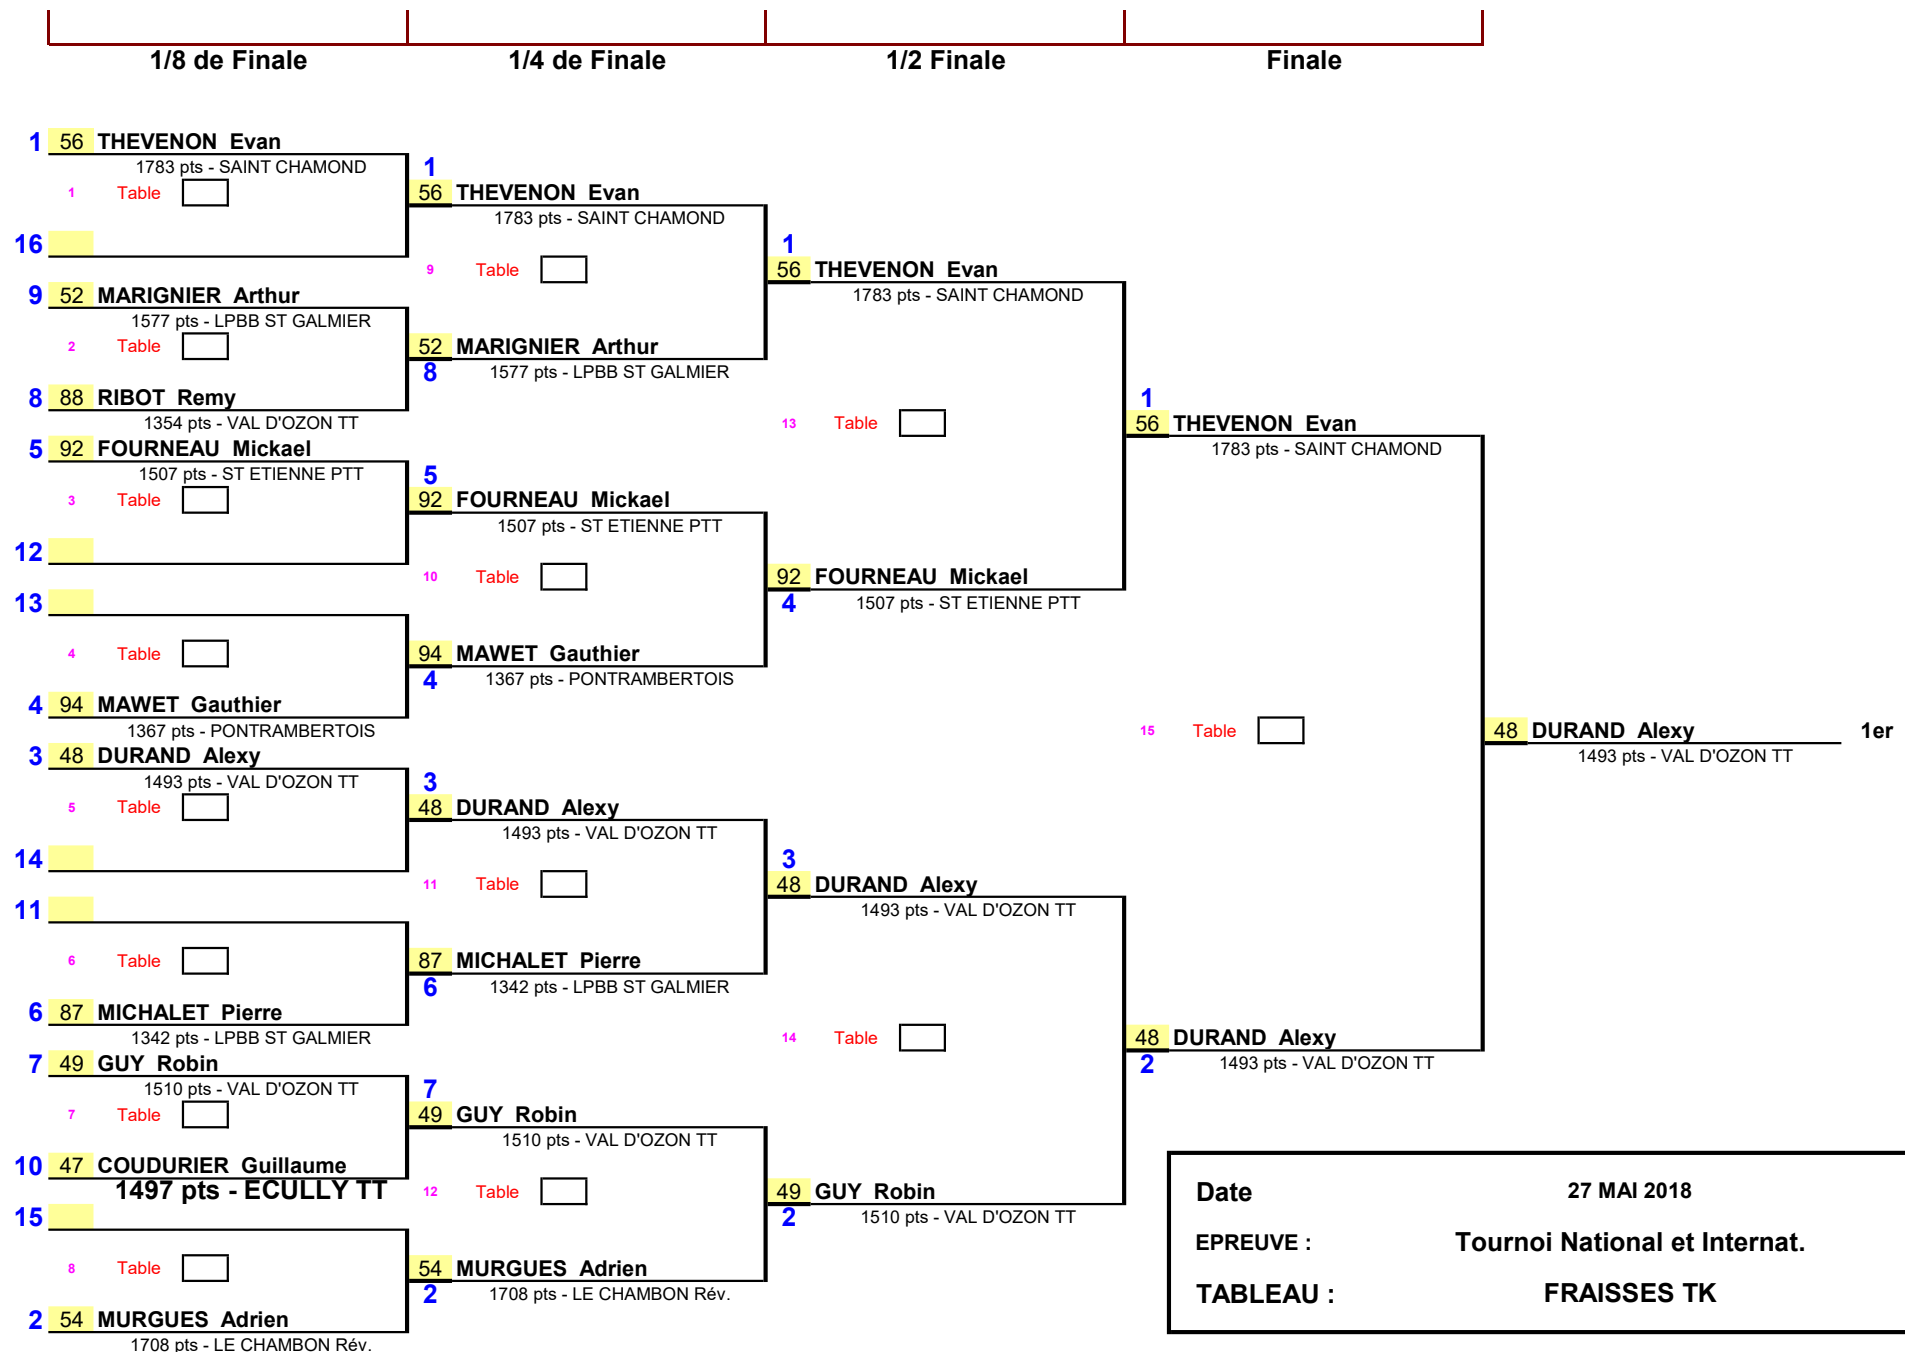 1/8 de Finale
1/4 de Finale
1/2 Finale
Finale
1 56 THEVENON Evan
1783 pts - SAINT CHAMOND
1 Table
16
9 52 MARIGNIER Arthur
1577 pts - LPBB ST GALMIER
2 Table
8 88 RIBOT Remy
1354 pts - VAL D'OZON TT
5 92 FOURNEAU Mickael
1507 pts - ST ETIENNE PTT
3 Table
12
13
4 Table
4 94 MAWET Gauthier
1367 pts - PONTRAMBERTOIS
3 48 DURAND Alexy
1493 pts - VAL D'OZON TT
5 Table
14
11
6 Table
6 87 MICHALET Pierre
1342 pts - LPBB ST GALMIER
7 49 GUY Robin
1510 pts - VAL D'OZON TT
7 Table
10 47 COUDURIER Guillaume
1497 pts - ECULLY TT
15
8 Table
2 54 MURGUES Adrien
1708 pts - LE CHAMBON Rév.
1
56 THEVENON Evan
1783 pts - SAINT CHAMOND
9 Table
52 MARIGNIER Arthur
8 1577 pts - LPBB ST GALMIER
5
92 FOURNEAU Mickael
1507 pts - ST ETIENNE PTT
10 Table
94 MAWET Gauthier
4 1367 pts - PONTRAMBERTOIS
3
48 DURAND Alexy
1493 pts - VAL D'OZON TT
11 Table
87 MICHALET Pierre
6 1342 pts - LPBB ST GALMIER
7
49 GUY Robin
1510 pts - VAL D'OZON TT
12 Table
54 MURGUES Adrien
2 1708 pts - LE CHAMBON Rév.
1
56 THEVENON Evan
1783 pts - SAINT CHAMOND
13 Table
92 FOURNEAU Mickael
4 1507 pts - ST ETIENNE PTT
3
48 DURAND Alexy
1493 pts - VAL D'OZON TT
14 Table
49 GUY Robin
2 1510 pts - VAL D'OZON TT
1
56 THEVENON Evan
1783 pts - SAINT CHAMOND
15 Table
48 DURAND Alexy
2 1493 pts - VAL D'OZON TT
48 DURAND Alexy 1er
1493 pts - VAL D'OZON TT
Date 27 MAI 2018
EPREUVE : Tournoi National et Internat.
TABLEAU : FRAISSES TK